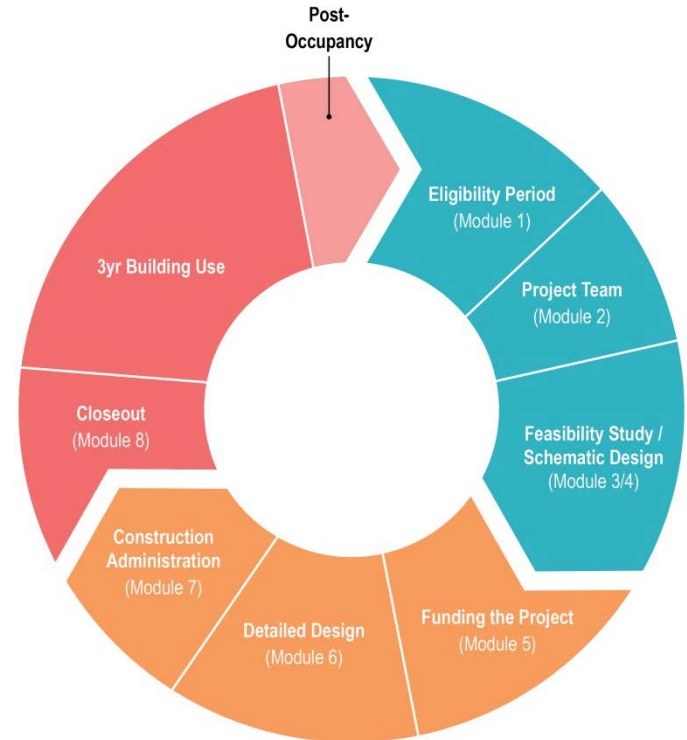 Post-
Occupancy
Eligibility Period
(Module 1)
Project Team
(Module 2)
Feasibility Study /
Schematic Design
(Module 3/4)
Funding the Project
(Module 5)
Detailed Design
(Module 6)
Construction
Administration
(Module 7)
Closeout
(Module 8)
3yr Building Use